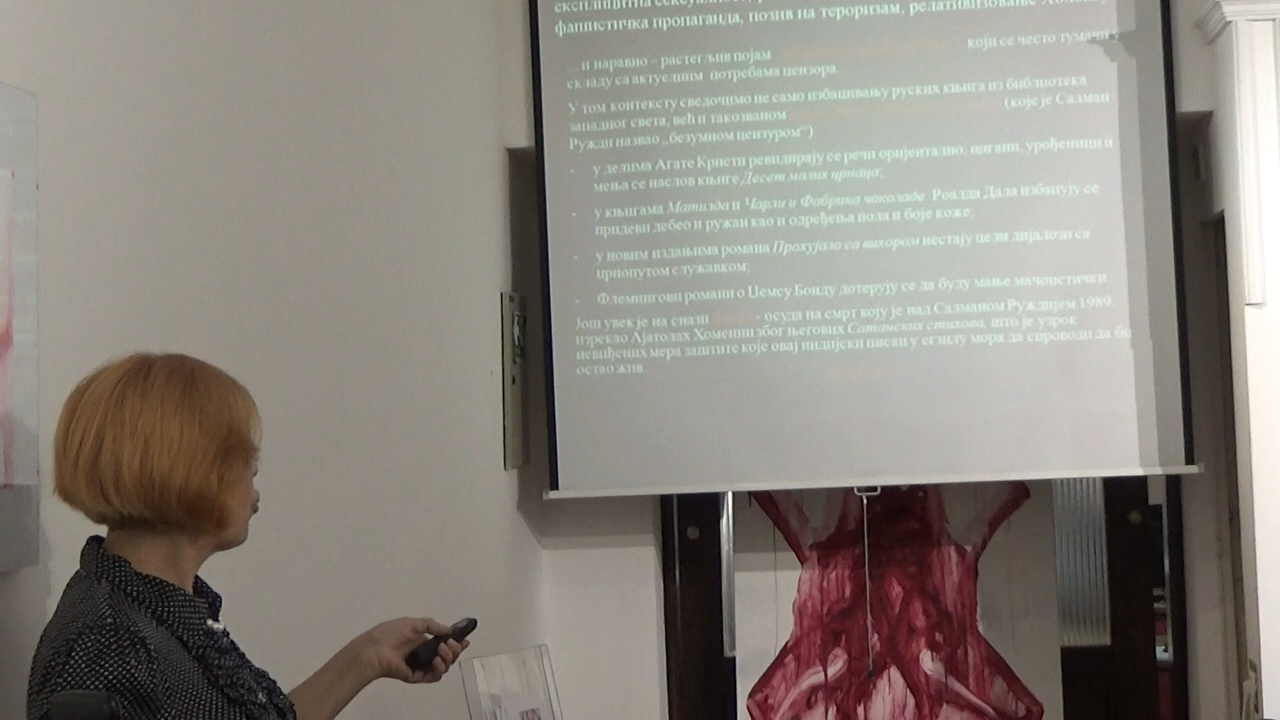 експлицитна сексуалност,
фашистичка пропаганда, позив на тероризам, релативизовање
... и наравно – растегљив појам који се често тумачи у
складу са актуелним потребама цензора.
У том контексту сведочимо не само избацивању руских књига из библиотека
западног света, већ и такозваном (које је Салман
Ружди назвао „безумном цензуром“)
- у делима Агате Кристи ревидирају се речи оријентално, цигани, урођеници и
мења се наслов књиге Десет малих црнаца;
- у књигама Матилда и Чарли и Фабрика чоколаде Роалда Дала избацују се
придеви дебео и ружан као и одређења пола и боје коже;
- у новим издањима романа Прохујало са вихором нестају цели дијалози са
црнопутом службавком;
- Флемингови романи о Џемсу Бонду дотерују се да буду мање мачоистички
Још увек је на снази - осуда на смрт коју је над Салманом Руждијем 1989.
изрекао Ајатолах Хомеини због његових Сатанских стихова, што је узрок
невиђених мера заштите које овај индијски писац у егзилу мора да спроводи да би
остао жив.